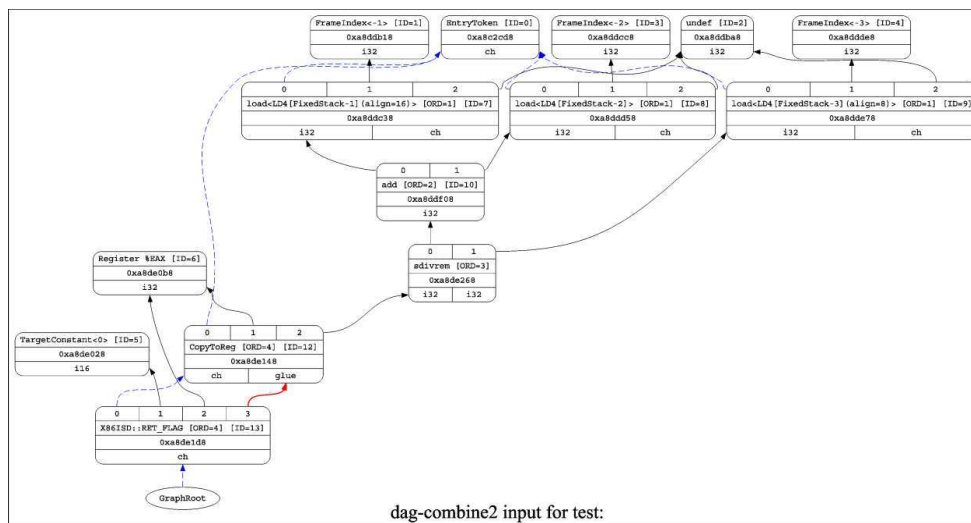 FrameIndex<-1> [ID=1]
0xa8ddb18
i32
EntryToken [ID=0]
0xa8c2cd8
ch
FrameIndex<-2> [ID=3]
0xa8ddcc8
i32
undef [ID=2]
0xa8ddba8
i32
FrameIndex<-3> [ID=4]
0xa8ddde8
i32
0 1 2
load<LD4[FixedStack-1](align=16)> [ORD=1] [ID=7]
0xa8ddc38
i32 ch
0 1 2
load<LD4[FixedStack-2]> [ORD=1] [ID=8]
0xa8ddd58
i32 ch
0 1 2
load<LD4[FixedStack-3](align=8)> [ORD=1] [ID=9]
0xa8dde78
i32 ch
0 1
add [ORD=2] [ID=10]
0xa8ddf08
i32
0 1
sdivrem [ORD=3]
0xa8de268
i32 i32
Register %EAX [ID=6]
0xa8de0b8
i32
0 1 2
CopyToReg [ORD=4] [ID=12]
0xa8de148
ch glue
TargetConstant<0> [ID=5]
0xa8de028
i16
0 1 2 3
X86ISD::RET_FLAG [ORD=4] [ID=13]
0xa8de1d8
ch
GraphRoot
dag-combine2 input for test: